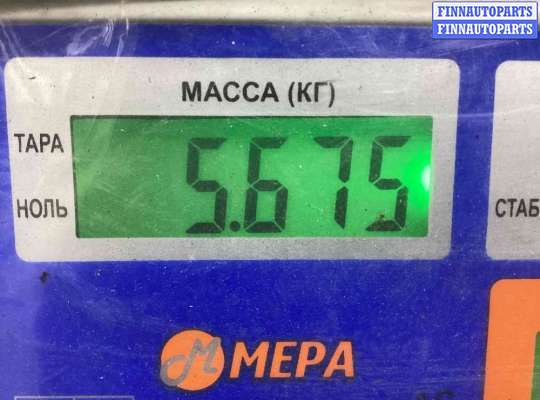 FINNAUTOPARTS
FINNAUTOPARTS
МАССА (КГ)
ТАРА
5.675
НОЛЬ
СТАБ
М МЕРА